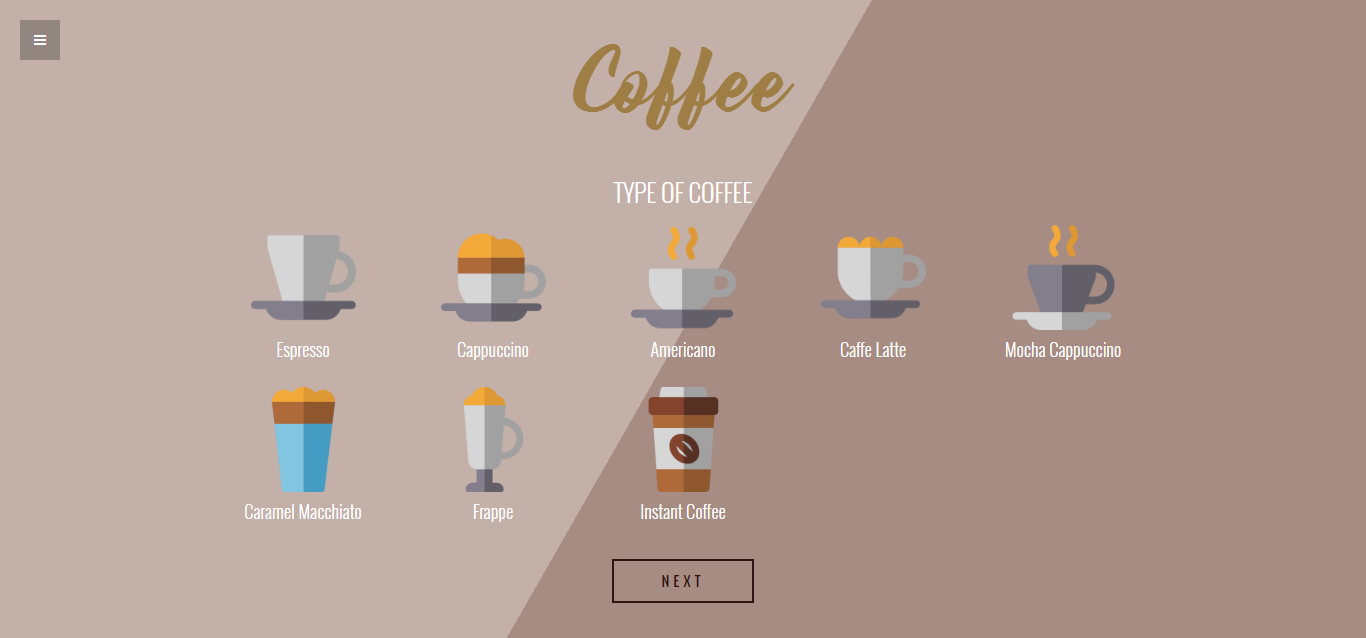 Coffee
TYPE OF COFFEE
Espresso
Cappuccino
Americano
Caffe Latte
Mocha Cappuccino
Caramel Macchiato
Frappe
Instant Coffee
NEXT